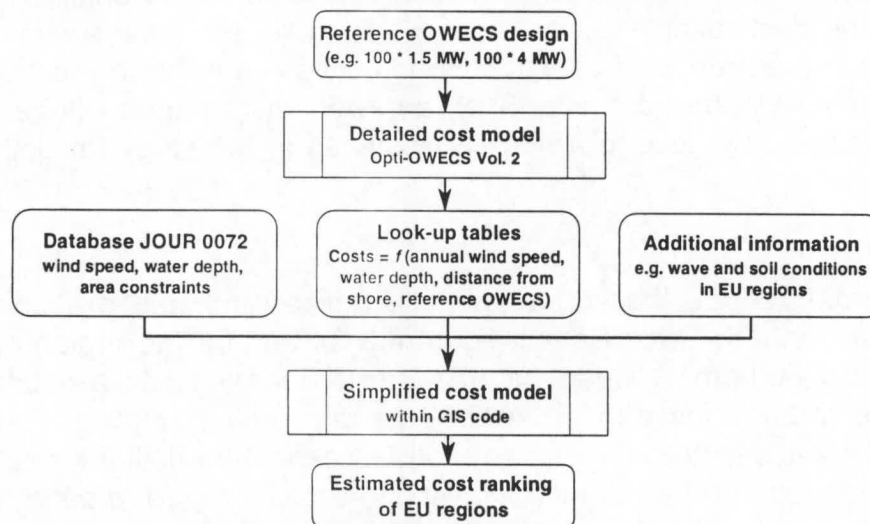 Reference OWECS design
(e.g. 100 * 1.5 MW, 100 * 4 MW)
Detailed cost model
Opti-OWECS Vol. 2
Database JOUR 0072
wind speed, water depth,
area constraints
Look-up tables
Costs = f (annual wind speed,
water depth, distance from
shore, reference OWECS)
Additional information
e.g. wave and soil conditions
in EU regions
Simplified cost model
within GIS code
Estimated cost ranking
of EU regions